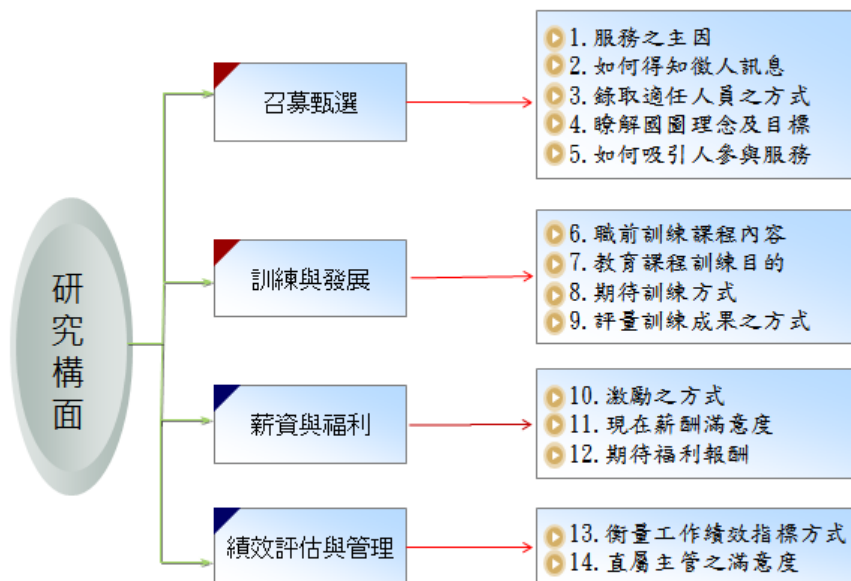 研究構面
召募甄選
1. 服務之主因
2. 如何得知徵人訊息
3. 錄取適任人員之方式
4. 瞭解國圖理念及目標
5. 如何吸引人參與服務
訓練與發展
6. 職前訓練課程內容
7. 教育課程訓練目的
8. 期待訓練方式
9. 評量訓練成果之方式
薪資與福利
10. 激勵之方式
11. 現在薪酬滿意度
12. 期待福利報酬
績效評估與管理
13. 衡量工作績效指標方式
14. 直屬主管之滿意度